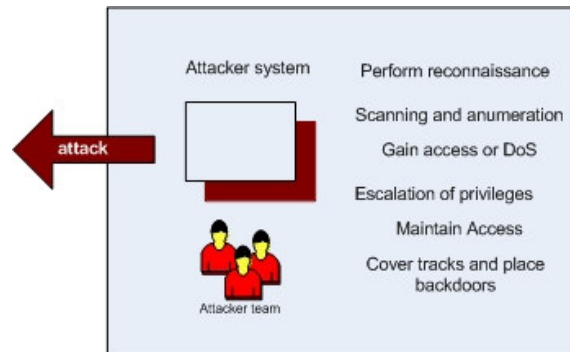 Attacker system
attack
Attacker team
Perform reconnaissance
Scanning and anumeration
Gain access or DoS
Escalation of privileges
Maintain Access
Cover tracks and place
backdoors